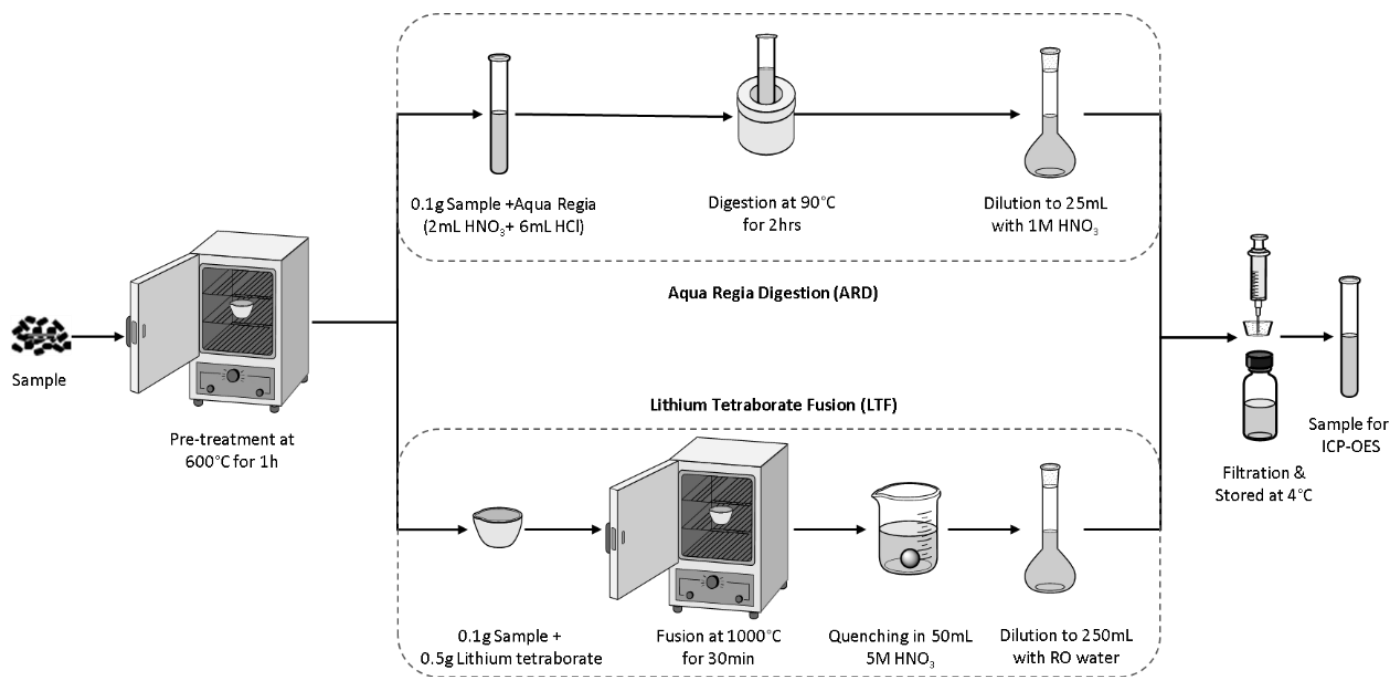 Sample
Pre-treatment at
600°C for 1h
0.1g Sample +Aqua Regia
(2mL HNO₃+ 6mL HCl)
Digestion at 90°C
for 2hrs
Dilution to 25mL
with 1M HNO₃
Aqua Regia Digestion (ARD)
Lithium Tetraborate Fusion (LTF)
0.1g Sample +
0.5g Lithium tetraborate
Fusion at 1000°C
for 30min
Quenching in 50mL
5M HNO₃
Dilution to 250mL
with RO water
Filtration &
Stored at 4°C
Sample for
ICP-OES